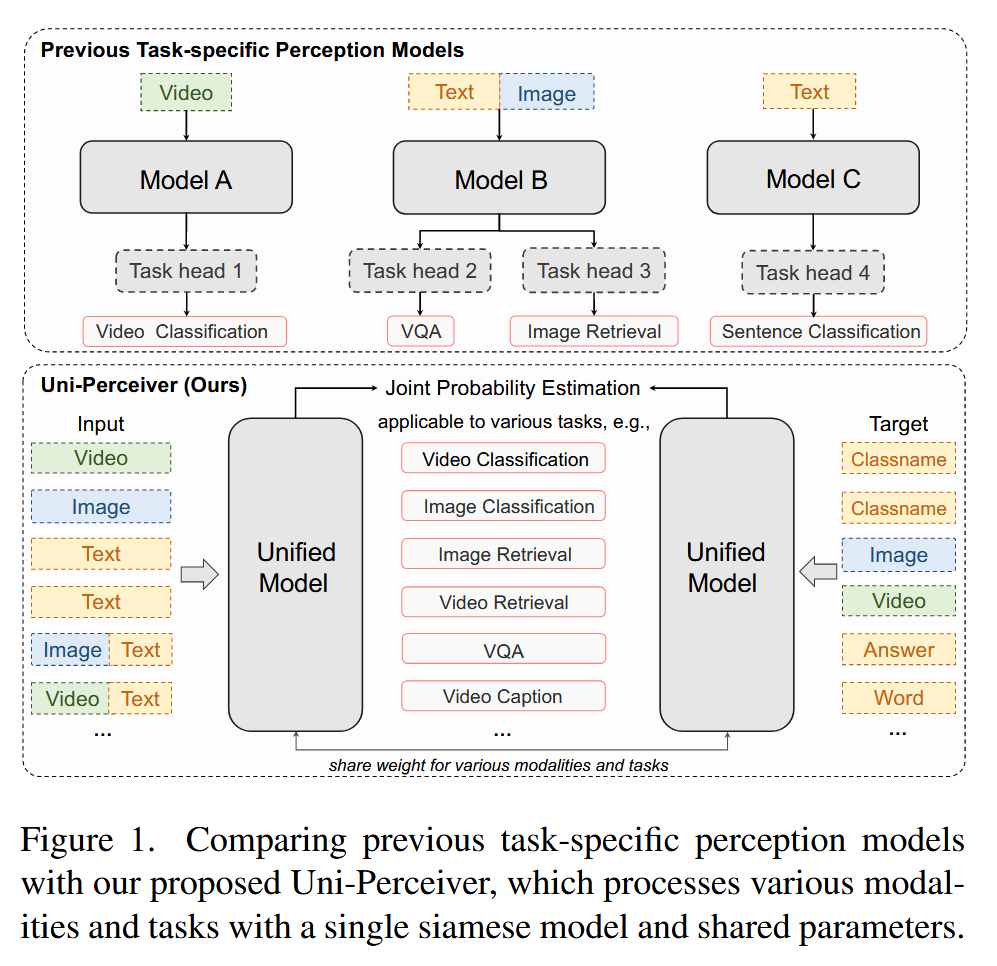 Previous Task-specific Perception Models
Video
Text
Image
Text
Model A
Model B
Model C
Task head 1
Task head 2
Task head 3
Task head 4
Video Classification
VQA
Image Retrieval
Sentence Classification
Uni-Perceiver (Ours)
Joint Probability Estimation
applicable to various tasks, e.g.,
Input
Video
Image
Text
Text
Image Text
Video Text
...
Unified
Model
Video Classification
Image Classification
Image Retrieval
Video Retrieval
VQA
Video Caption
...
Unified
Model
Target
Classname
Classname
Image
Video
Answer
Word
...
share weight for various modalities and tasks
Figure 1. Comparing previous task-specific perception models
with our proposed Uni-Perceiver, which processes various modal-
ities and tasks with a single siamese model and shared parameters.